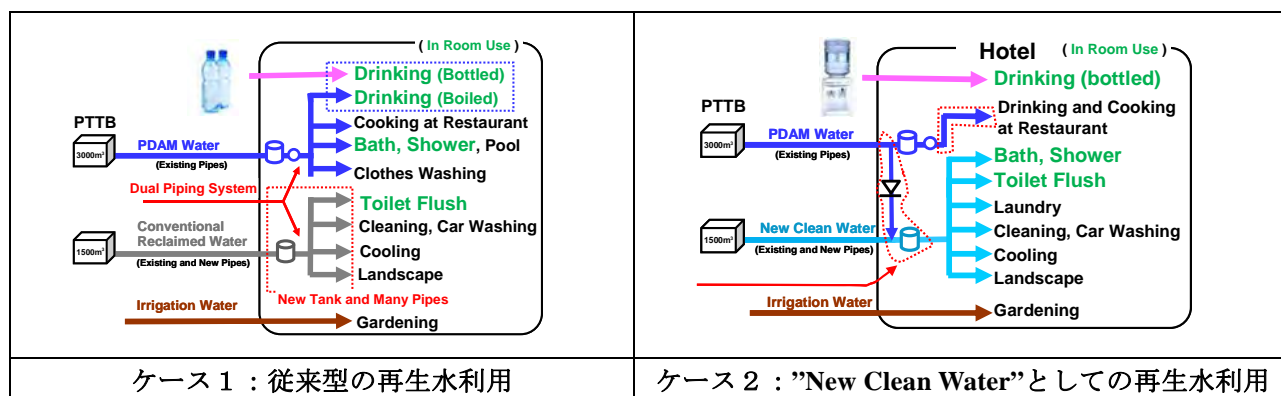 ( In Room Use )
Drinking (Bottled)
Drinking (Boiled)
PTTB
3000m³
PDAM Water
(Existing Pipes)
Cooking at Restaurant
Bath, Shower, Pool
Clothes Washing
Dual Piping System
Toilet Flush
Cleaning, Car Washing
Cooling
Landscape
1500m³
Conventional
Reclaimed Water
(Existing and New Pipes)
New Tank and Many Pipes
Irrigation Water
Gardening
ケース１：従来型の再生水利用
Hotel
( In Room Use )
Drinking (bottled)
PTTB
3000m³
PDAM Water
(Existing Pipes)
Drinking and Cooking
at Restaurant
Bath, Shower
Toilet Flush
Laundry
Cleaning, Car Washing
Cooling
Landscape
1500m³
New Clean Water
(Existing and New Pipes)
Irrigation Water
Gardening
ケース２：”New Clean Water”としての再生水利用